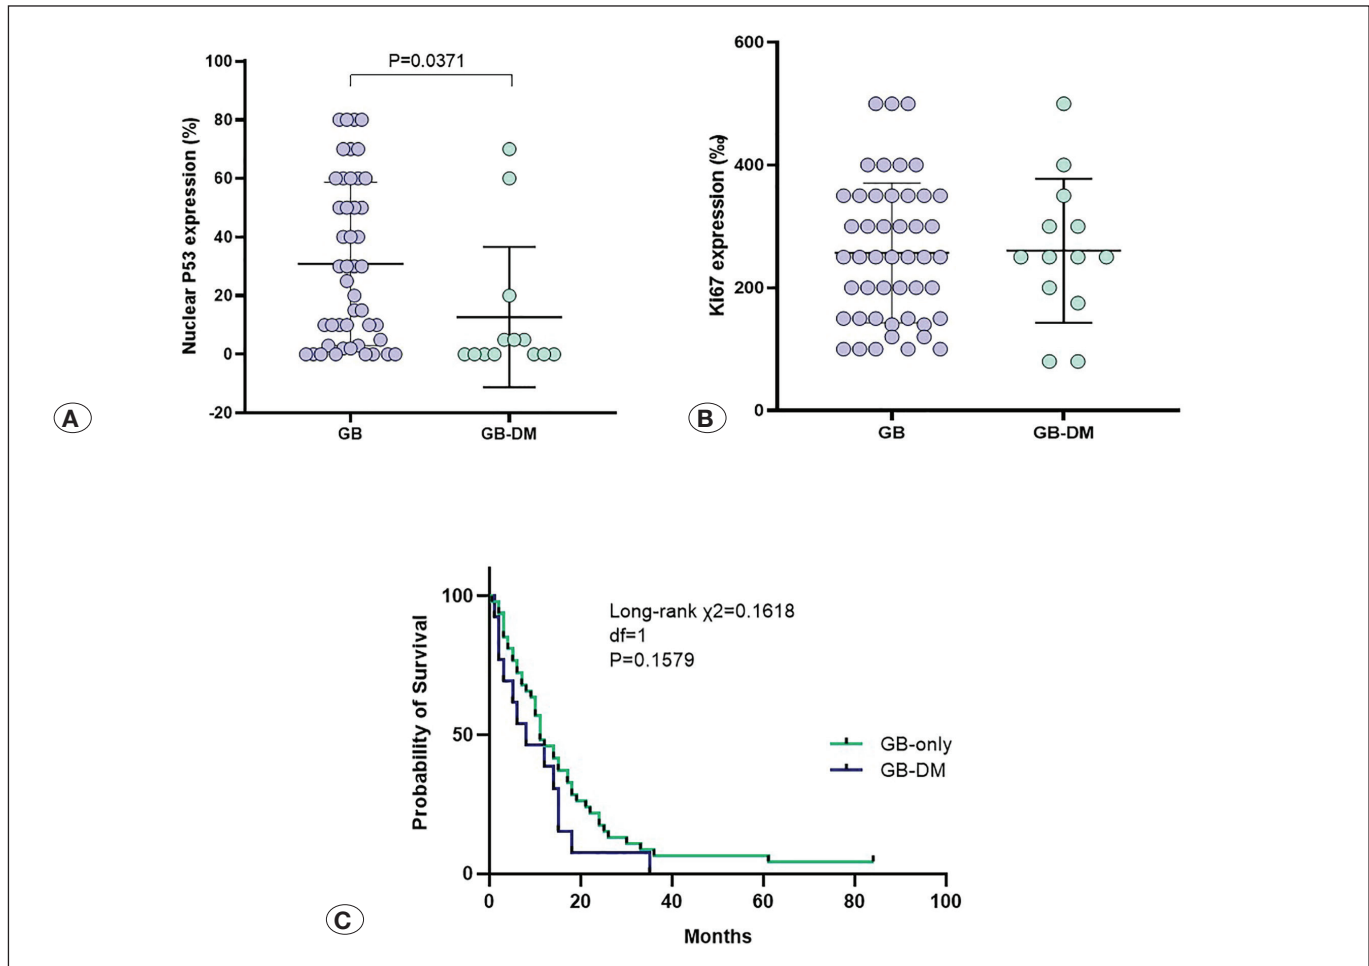 P=0.0371
100
80
60
40
20
0
-20
Nuclear P53 expression (%)
GB
GB-DM
A
600
400
200
0
Ki67 expression (‰)
GB
GB-DM
B
Long-rank χ2=0.1618
df=1
P=0.1579
100
50
0
Probability of Survival
GB-only
GB-DM
0 20 40 60 80 100
Months
C